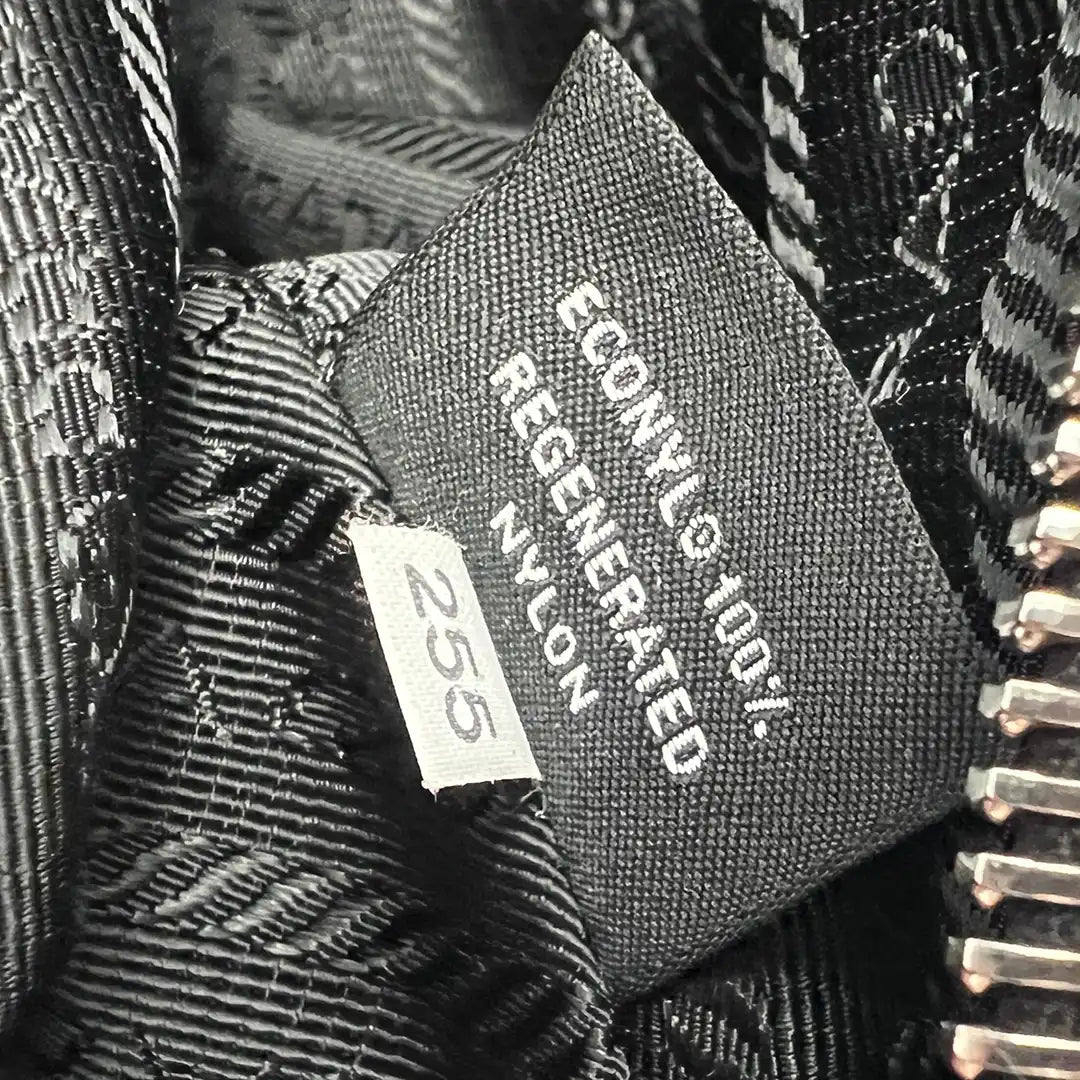 ECONYL® 100%
REGENERATED
NYLON
255